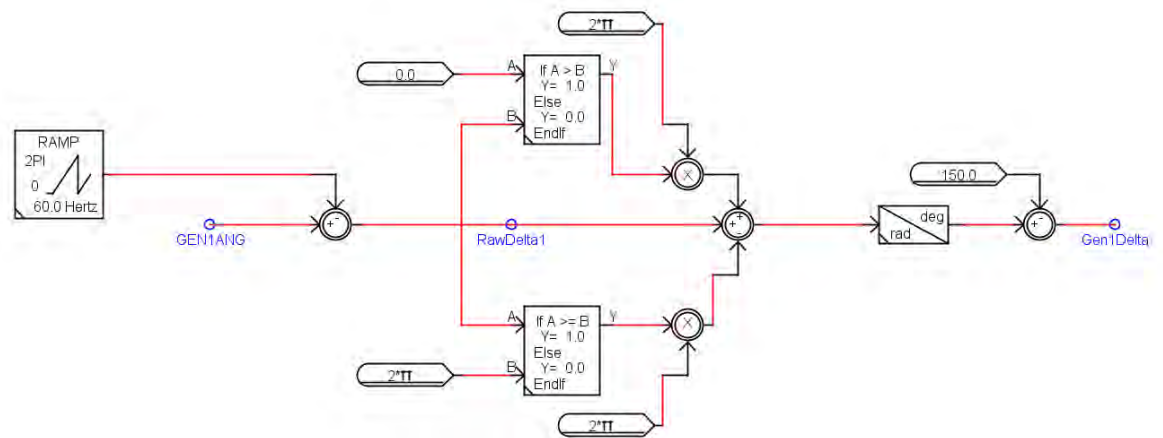 2*π
A
If A > B
Y
0.0
Y= 1.0
Else
B
Y= 0.0
EndIf
RAMP
2PI
0
60.0 Hertz
×
150.0
+
-
GEN1ANG
+
-
RawDelta1
+
+
-
deg
rad
+
-
Gen1Delta
A
If A >= B
Y
Y= 1.0
Else
2*π
B
Y= 0.0
EndIf
×
2*π